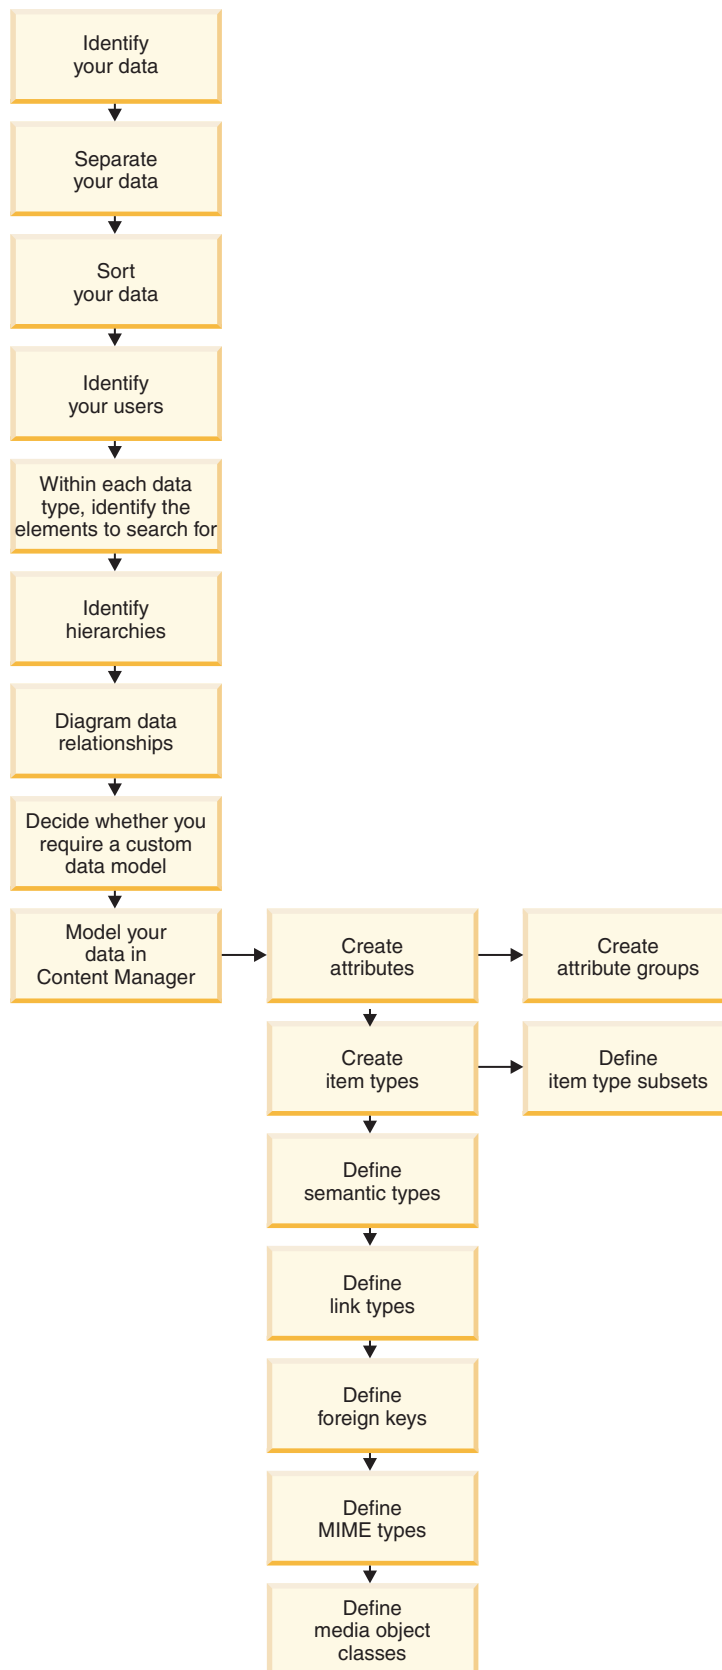 Identify
your data
Separate
your data
Sort
your data
Identify
your users
Within each data
type, identify the
elements to search for
Identify
hierarchies
Diagram data
relationships
Decide whether you
require a custom
data model
Model your
data in
Content Manager
Create
attributes
Create
attribute groups
Create
item types
Define
item type subsets
Define
semantic types
Define
link types
Define
foreign keys
Define
MIME types
Define
media object
classes